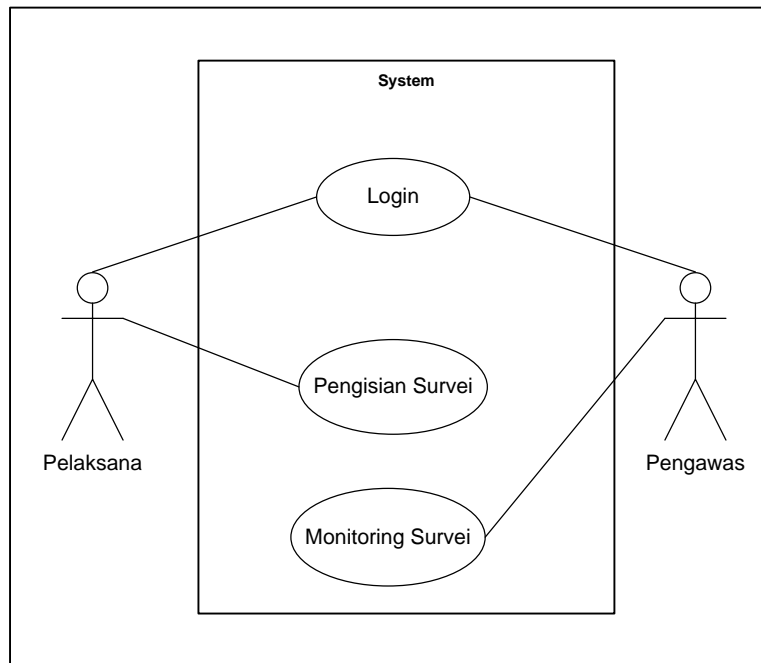 System
Login
Pengisian Survei
Pelaksana
Pengawas
Monitoring Survei